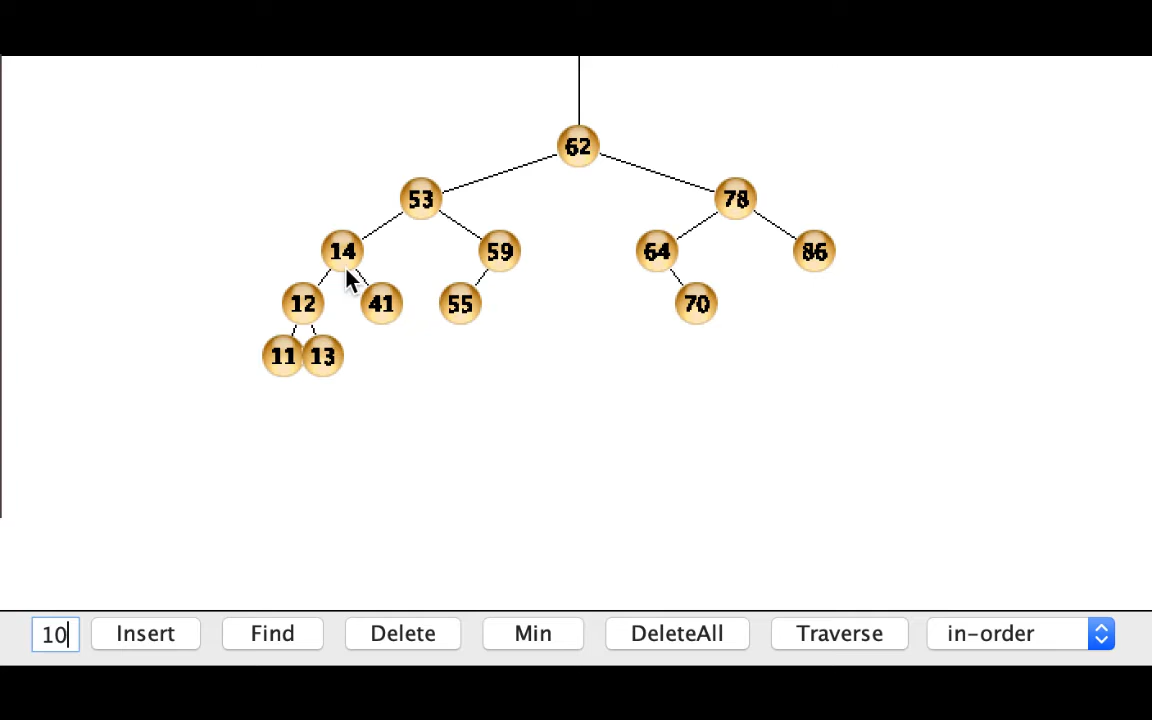 62
53 78
14 59 64 86
12 41 55 70
11 13
10 Insert Find Delete Min DeleteAll Traverse in-order